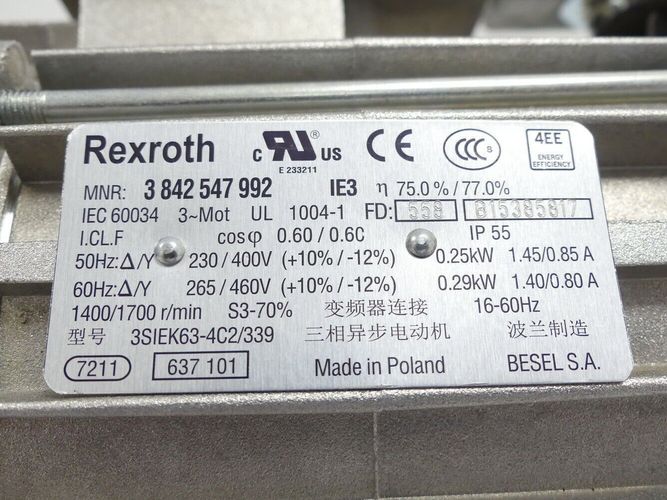 Rexroth c RU ® US CE CCC S 4EE
E 233211 ENERGY EFFICIENCY
MNR: 3 842 547 992 IE3 η 75.0 % / 77.0%
IEC 60034 3~Mot UL 1004-1 FD: 558 615385817
I.CL.F cosφ 0.60 / 0.60 IP 55
50Hz: Δ/Y 230 / 400V (+10% / -12%) 0.25kW 1.45/0.85 A
60Hz: Δ/Y 265 / 460V (+10% / -12%) 0.29kW 1.40/0.80 A
1400/1700 r/min S3-70% 变频器连接 16-60Hz
型号 3SIEK63-4C2/339 三相异步电动机 波兰制造
7211 637 101 Made in Poland BESEL S.A.